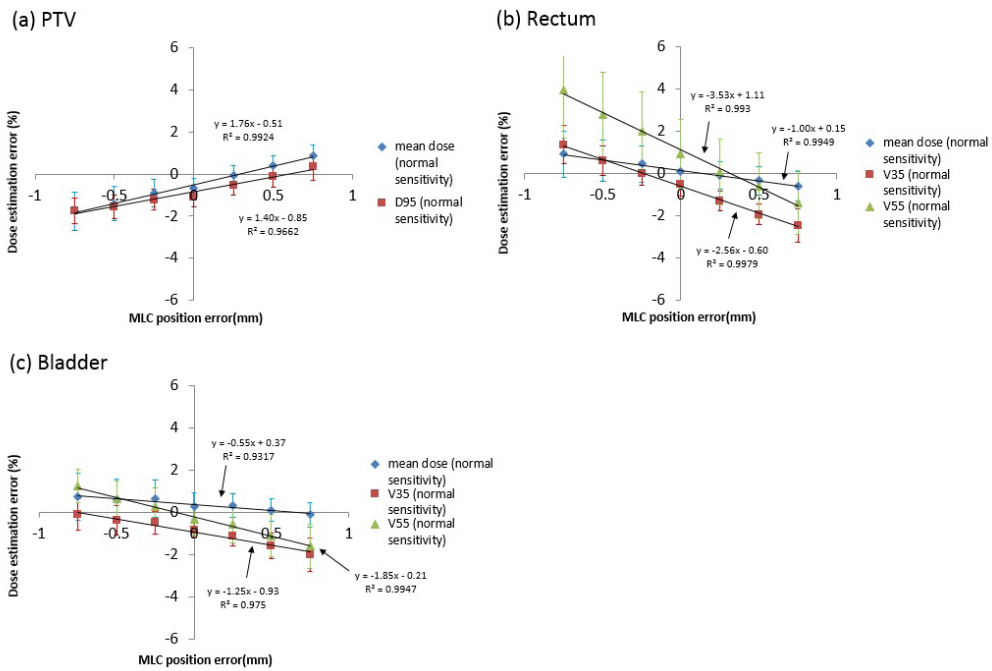 (a) PTV
Dose estimation error (%)
6
4
2
0
-2
-4
-6
-1
-0.5
0
0.5
1
y = 1.76x - 0.51
R² = 0.9924
y = 1.40x - 0.85
R² = 0.9662
mean dose
(normal
sensitivity)
D95 (normal
sensitivity)
MLC position error(mm)
(b) Rectum
Dose estimation error (%)
6
4
2
0
-2
-4
-6
-1
-0.5
0
0.5
1
y = -3.53x + 1.11
R² = 0.993
y = -1.00x + 0.15
R² = 0.9949
y = -2.56x - 0.60
R² = 0.9979
mean dose (normal
sensitivity)
V35 (normal
sensitivity)
V55 (normal
sensitivity)
MLC position error(mm)
(c) Bladder
Dose estimation error (%)
6
4
2
0
-2
-4
-6
-1
-0.5
0
0.5
1
y = -0.55x + 0.37
R² = 0.9317
y = -1.25x - 0.93
R² = 0.975
y = -1.85x - 0.21
R² = 0.9947
mean dose (normal
sensitivity)
V35 (normal
sensitivity)
V55 (normal
sensitivity)
MLC position error(mm)